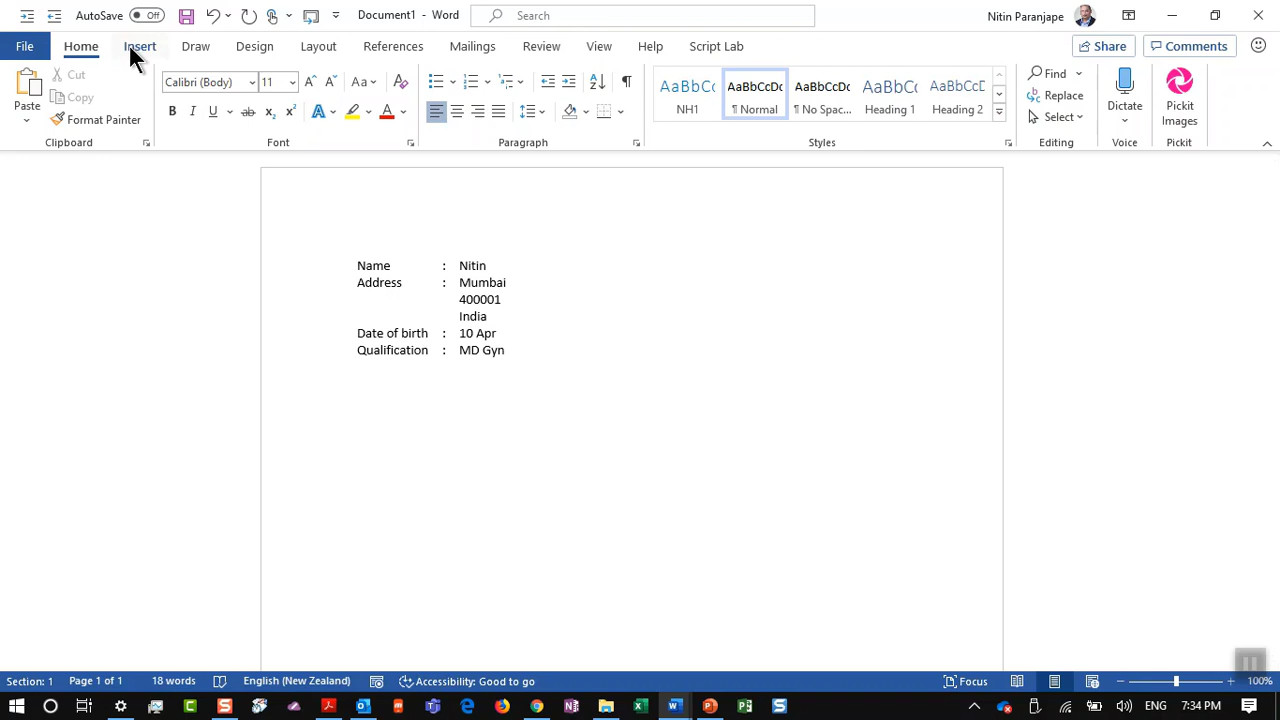 AutoSave Off Document1 - Word Search Nitin Paranjape
File Home Insert Draw Design Layout References Mailings Review View Help Script Lab Share Comments
Paste Cut Copy Format Painter
Clipboard
Calibri (Body) 11
Font
Paragraph
AaBbC AaBbCcDc AaBbCcDc AaBbCc AaBbCcD
NH1 ¶ Normal ¶ No Spac... Heading 1 Heading 2
Styles
Find
Replace
Select
Editing
Dictate
Voice
Pickit Images
Pickit
Name : Nitin
Address : Mumbai
400001
India
Date of birth : 10 Apr
Qualification : MD Gyn
Section: 1 Page 1 of 1 18 words English (New Zealand) Accessibility: Good to go Focus 100%
ENG 7:34 PM